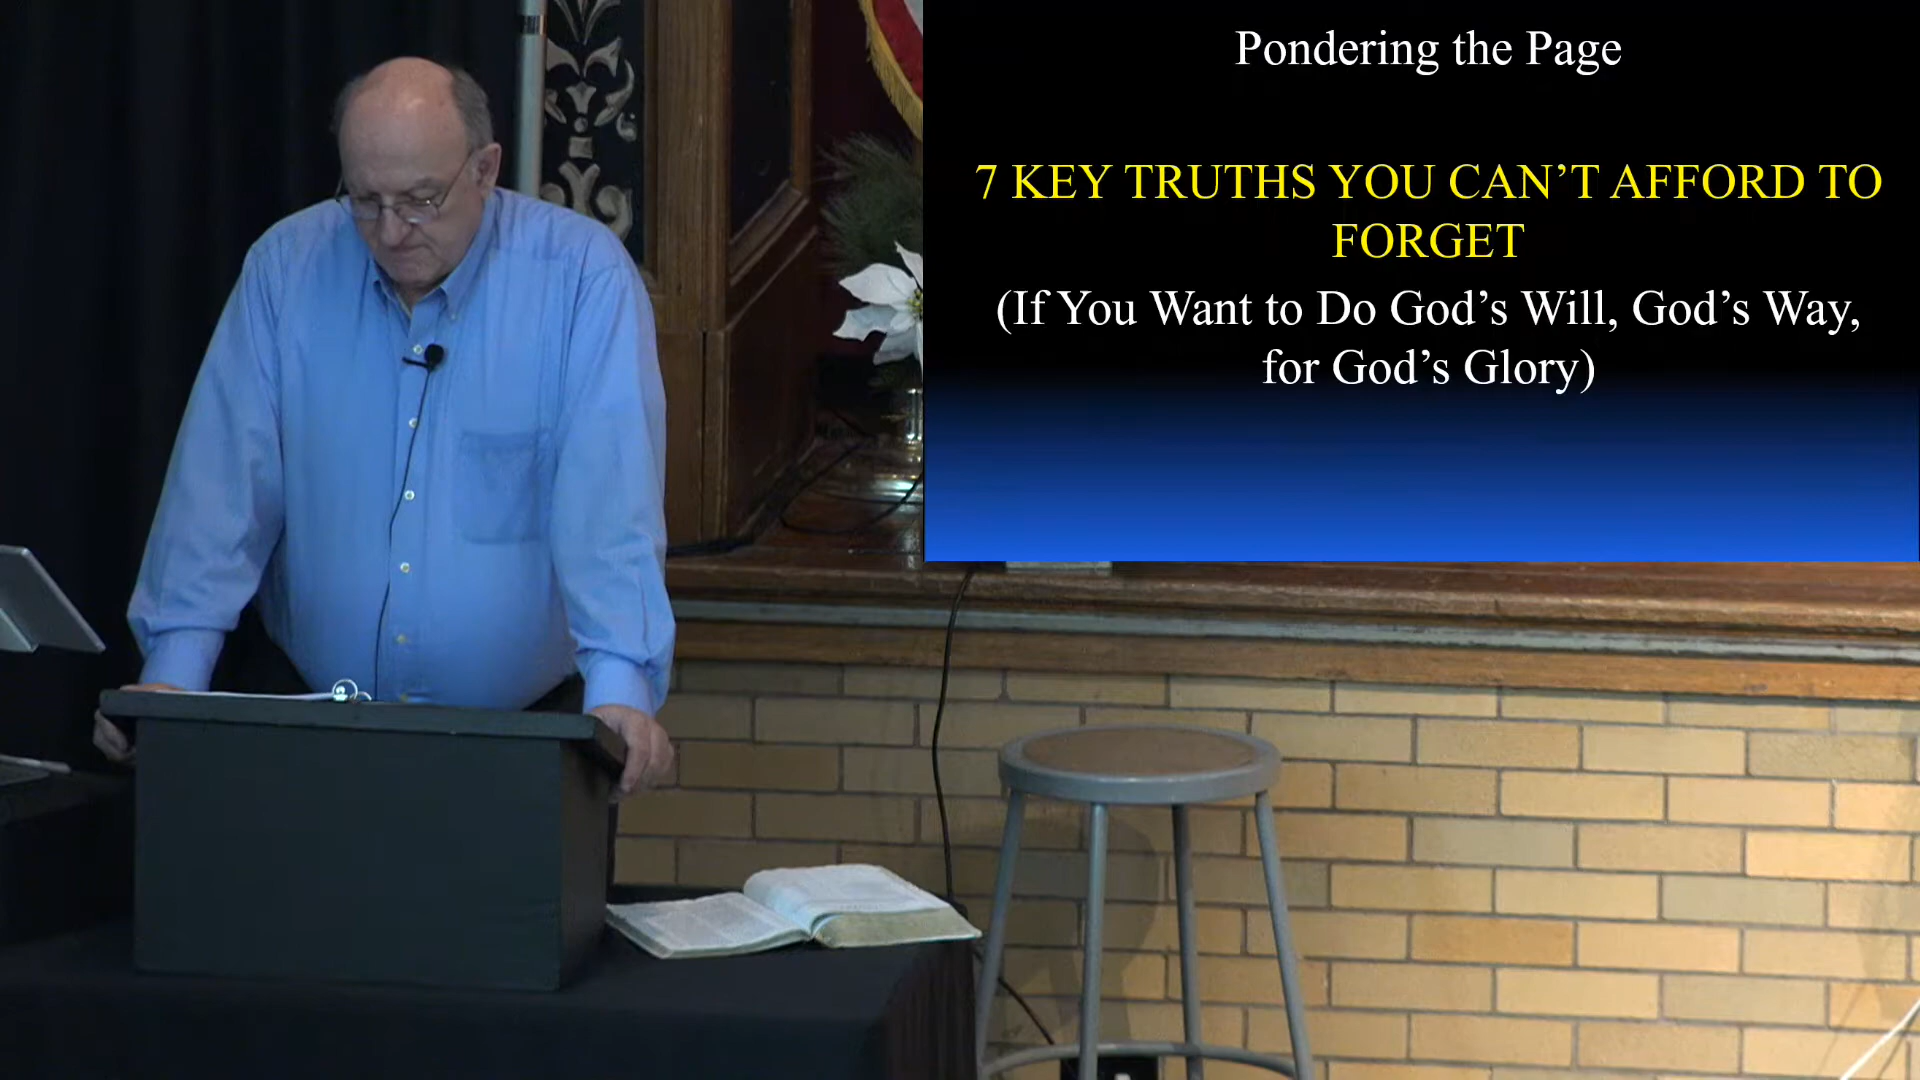 Pondering the Page
7 KEY TRUTHS YOU CAN’T AFFORD TO
FORGET
(If You Want to Do God’s Will, God’s Way,
for God’s Glory)